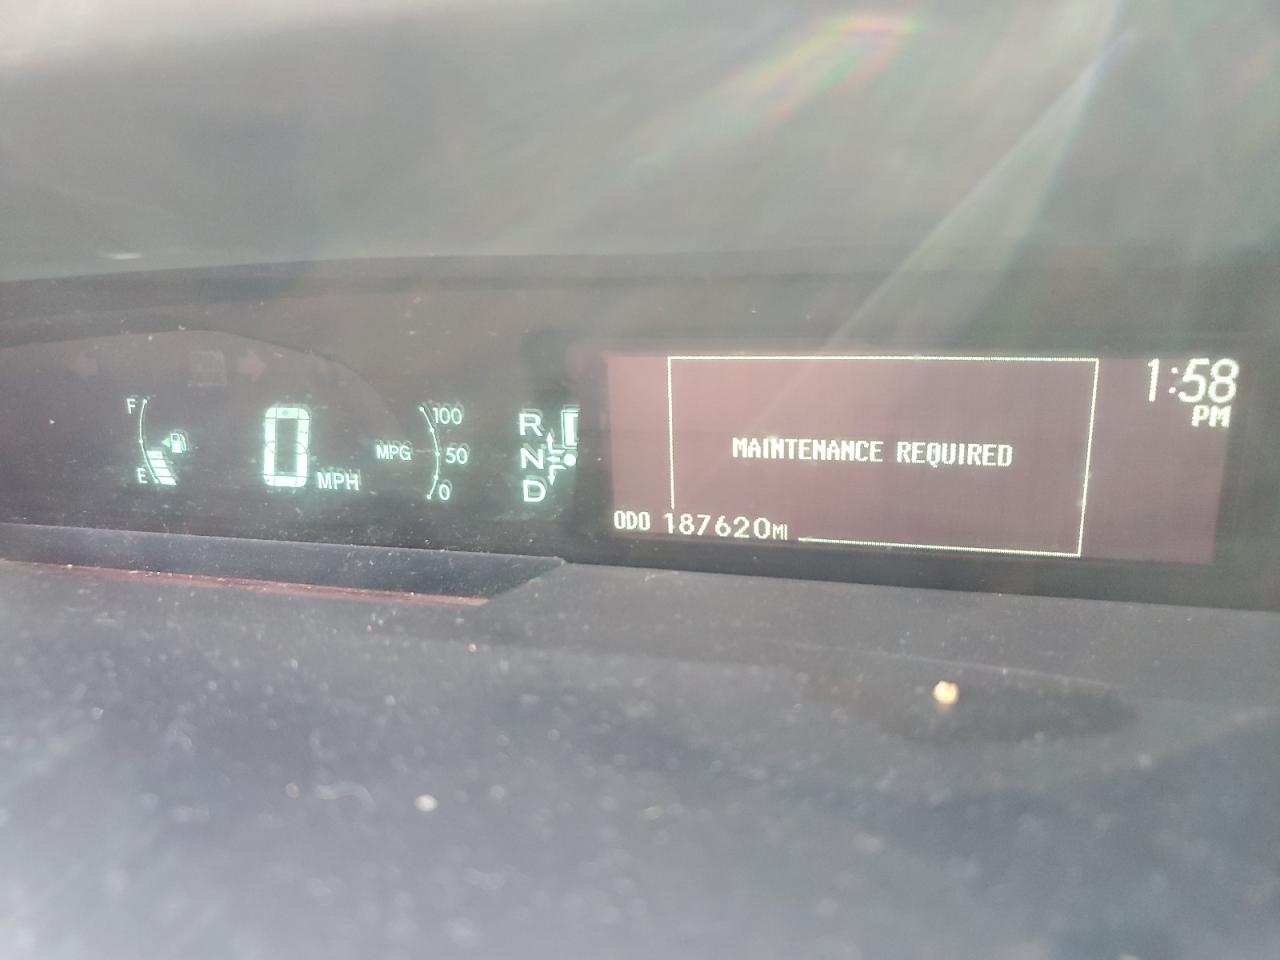 F
E
0
MPH
MPG
100
50
0
R
N
D
MAINTENANCE REQUIRED
1:58
PM
ODO 187620MI